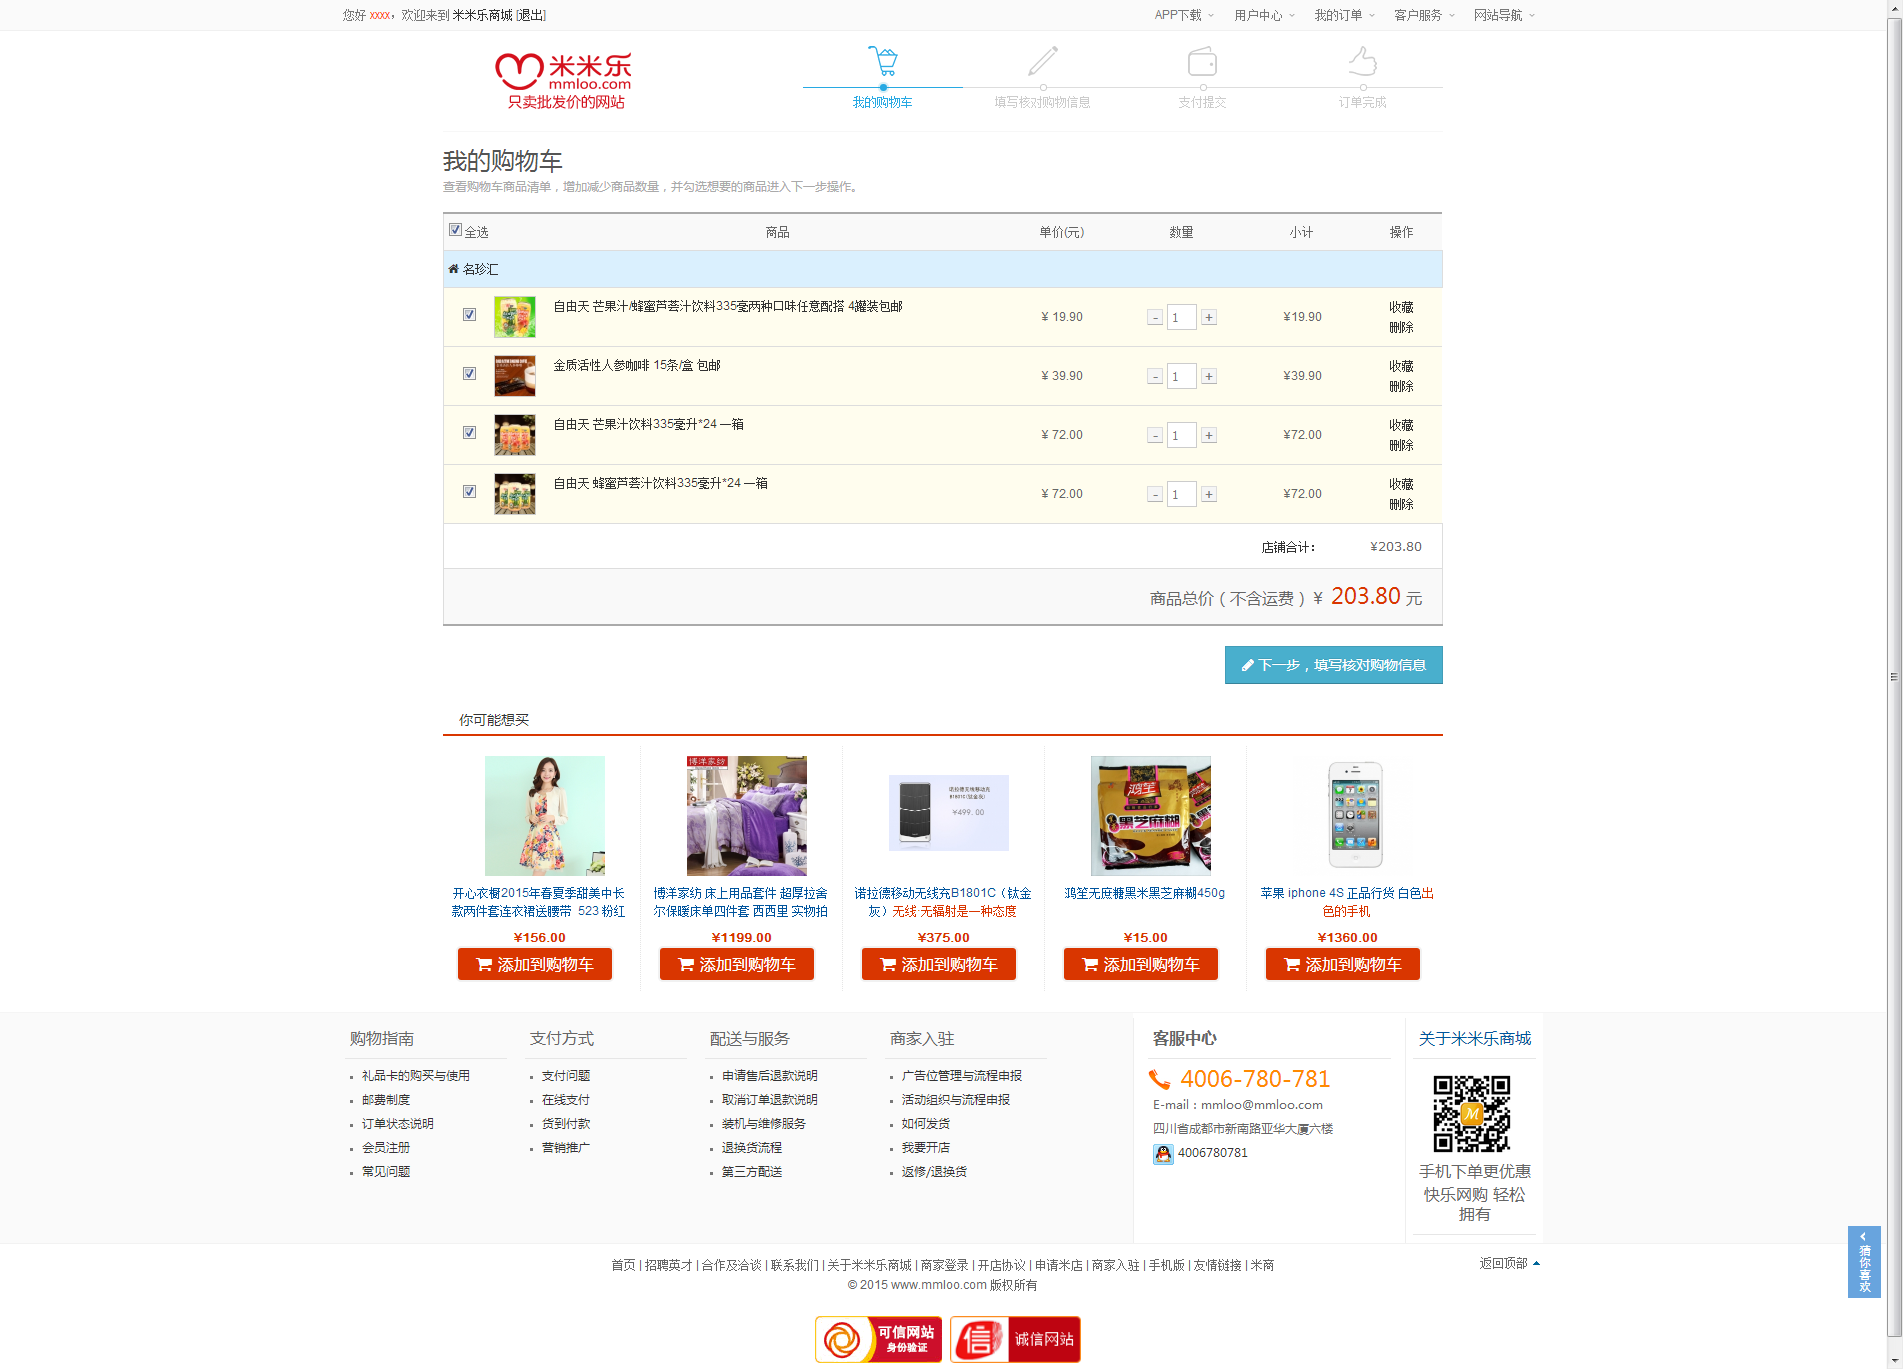 您好 xxxx，欢迎来到 米米乐商城 [退出]
APP下载 用户中心 我的订单 客户服务 网站导航
米米乐
mmloo.com
只卖批发价的网站
我的购物车 填写核对购物信息 支付提交 订单完成
我的购物车
查看购物车商品清单，增加减少商品数量，并勾选想要的商品进入下一步操作。
全选 商品 单价(元) 数量 小计 操作
名珍汇
自由天 芒果汁/蜂蜜芦荟汁饮料335毫两种口味任意配搭 4罐装包邮 ¥ 19.90 - 1 + ¥19.90 收藏
删除
金质活性人参咖啡 15条/盒 包邮 ¥ 39.90 - 1 + ¥39.90 收藏
删除
自由天 芒果汁饮料335毫升*24 一箱 ¥ 72.00 - 1 + ¥72.00 收藏
删除
自由天 蜂蜜芦荟汁饮料335毫升*24 一箱 ¥ 72.00 - 1 + ¥72.00 收藏
删除
店铺合计： ¥203.80
商品总价（不含运费）¥ 203.80 元
下一步，填写核对购物信息
你可能想买
博洋家纺
诺拉德无线移动充
B1801C(钛金灰)
¥499.00
鸿笙
黑芝麻糊
开心衣橱2015年春夏季甜美中长
款两件套连衣裙送腰带 523 粉红
¥156.00
添加到购物车
博洋家纺 床上用品套件 超厚拉舍
尔保暖床单四件套 西西里 实物拍
¥1199.00
添加到购物车
诺拉德移动无线充B1801C（钛金
灰）无线·无辐射是一种态度
¥375.00
添加到购物车
鸿笙无庶糖黑米黑芝麻糊450g
¥15.00
添加到购物车
苹果 iphone 4S 正品行货 白色出
色的手机
¥1360.00
添加到购物车
购物指南
礼品卡的购买与使用
邮费制度
订单状态说明
会员注册
常见问题
支付方式
支付问题
在线支付
货到付款
营销推广
配送与服务
申请售后退款说明
取消订单退款说明
装机与维修服务
退换货流程
第三方配送
商家入驻
广告位管理与流程申报
活动组织与流程申报
如何发货
我要开店
返修/退换货
客服中心
4006-780-781
E-mail : mmloo@mmloo.com
四川省成都市新南路亚华大厦六楼
4006780781
关于米米乐商城
手机下单更优惠
快乐网购 轻松
拥有
猜你喜欢
首页 | 招聘英才 | 合作及洽谈 | 联系我们 | 关于米米乐商城 | 商家登录 | 开店协议 | 申请米店 | 商家入驻 | 手机版 | 友情链接 | 米商
返回顶部
© 2015 www.mmloo.com 版权所有
可信网站
身份验证
信
诚信网站